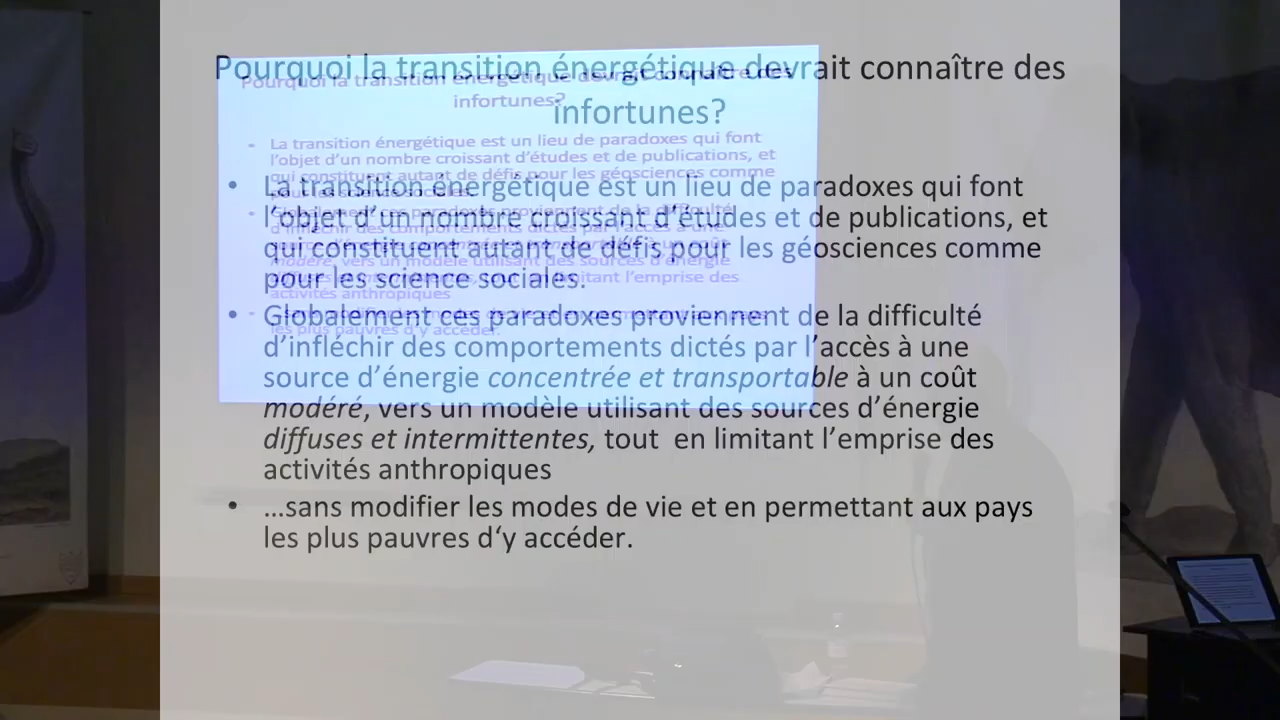 Pourquoi la transition énergétique devrait connaître des
infortunes?
• La transition énergétique est un lieu de paradoxes qui font
l’objet d’un nombre croissant d’études et de publications, et
qui constituent autant de défis pour les géosciences comme
pour les science sociales.
• Globalement ces paradoxes proviennent de la difficulté
d’infléchir des comportements dictés par l’accès à une
source d’énergie concentrée et transportable à un coût
modéré, vers un modèle utilisant des sources d’énergie
diffuses et intermittentes, tout en limitant l’emprise des
activités anthropiques
• …sans modifier les modes de vie et en permettant aux pays
les plus pauvres d‘y accéder.